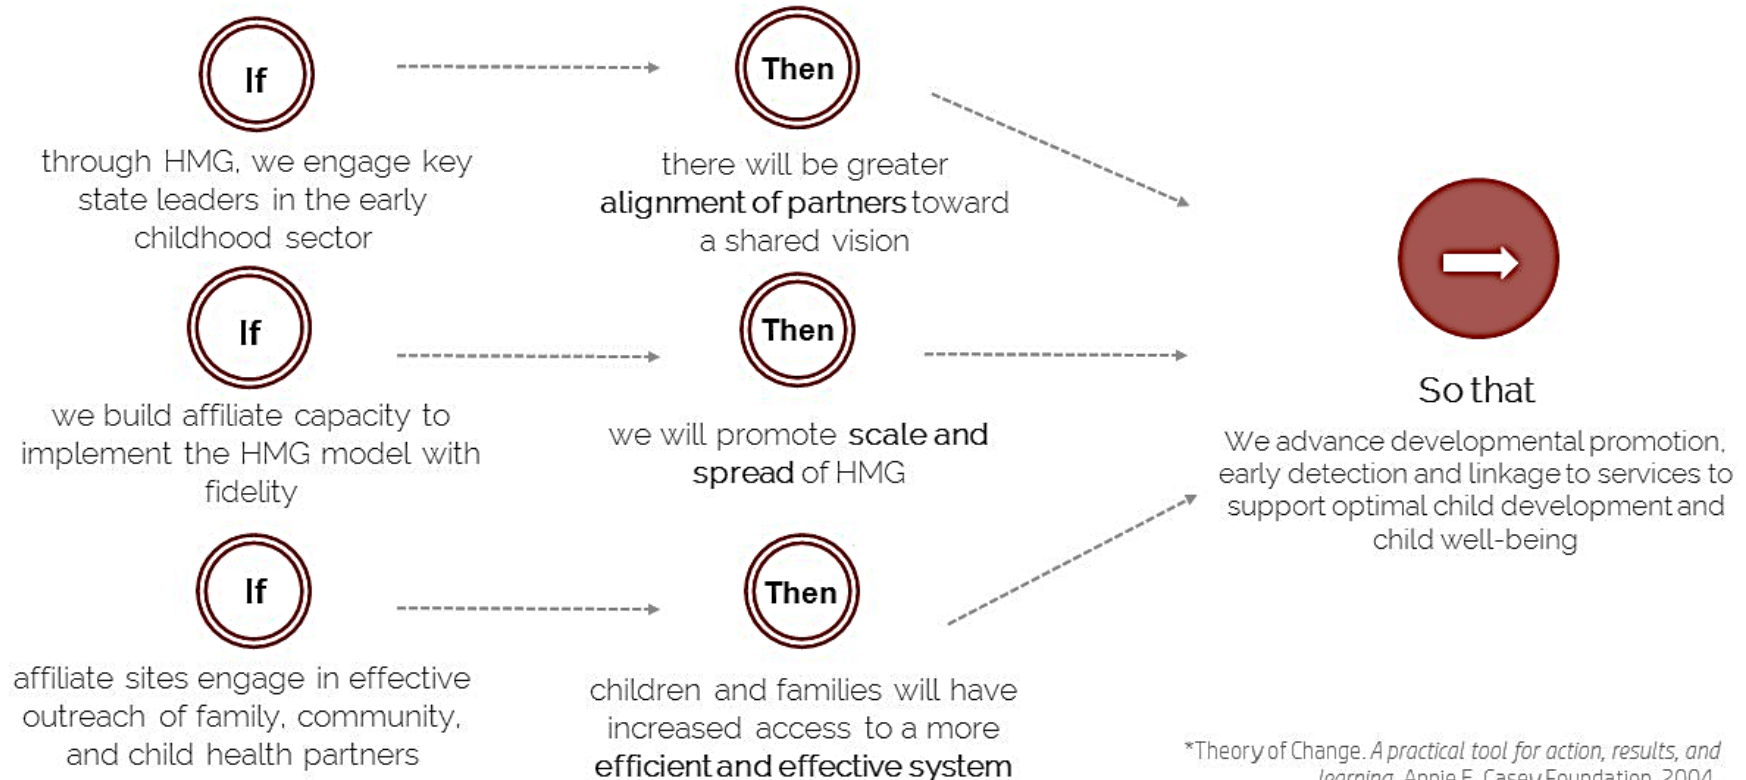 If
through HMG, we engage key
state leaders in the early
childhood sector
Then
there will be greater
alignment of partners toward
a shared vision
If
we build affiliate capacity to
implement the HMG model with
fidelity
Then
we will promote scale and
spread of HMG
If
affiliate sites engage in effective
outreach of family, community,
and child health partners
Then
children and families will have
increased access to a more
efficient and effective system
So that
We advance developmental promotion,
early detection and linkage to services to
support optimal child development and
child well-being
*Theory of Change. A practical tool for action, results, and
learning. Annie E. Casey Foundation, 2004.